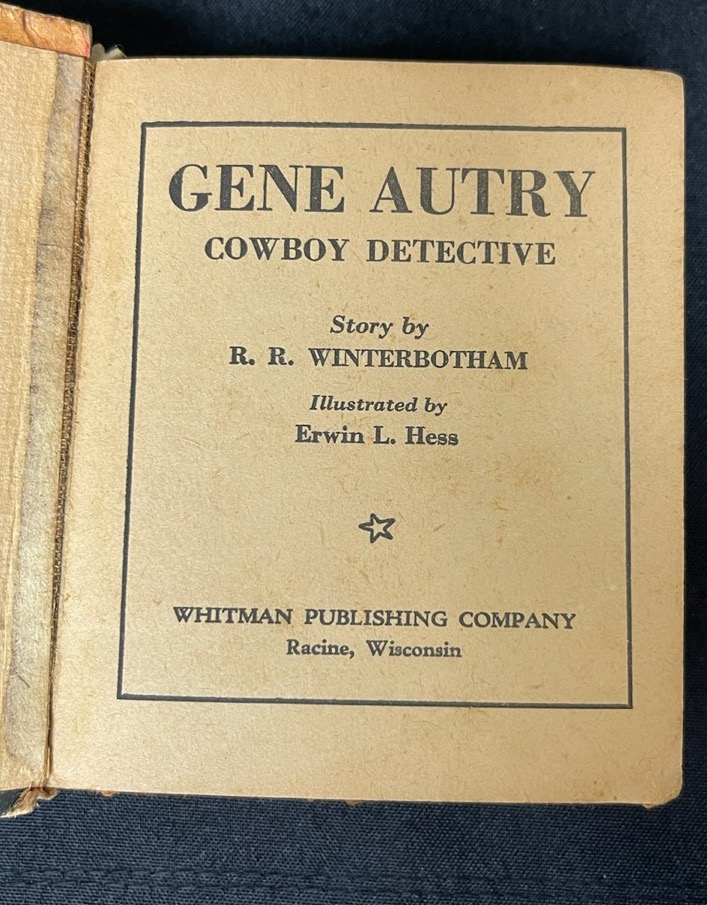 GENE AUTRY
COWBOY DETECTIVE
Story by
R. R. WINTERBOTHAM
Illustrated by
Erwin L. Hess
WHITMAN PUBLISHING COMPANY
Racine, Wisconsin